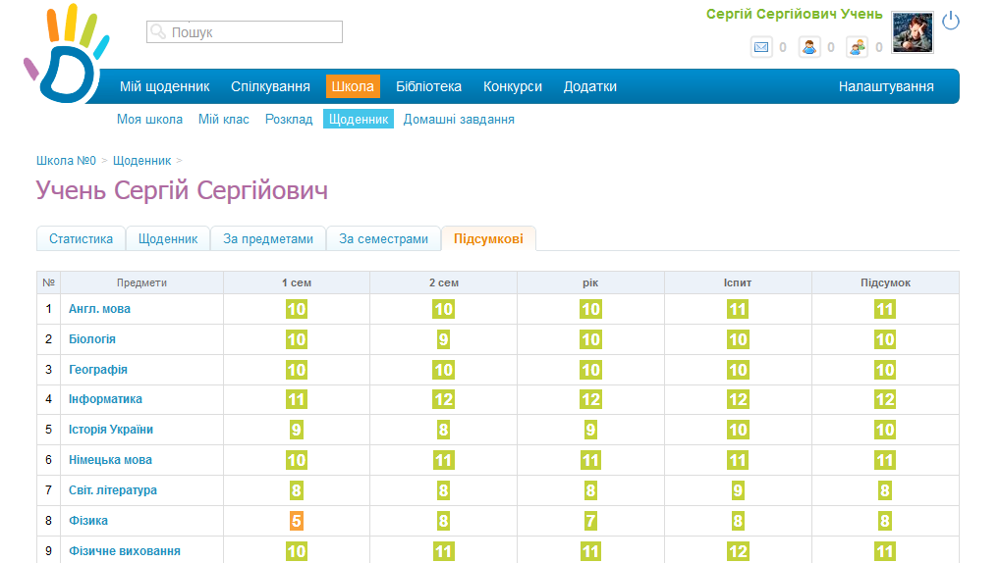 Сергій Сергійович Учень
Пошук
0 0 0
Мій щоденник Спілкування Школа Бібліотека Конкурси Додатки Налаштування
Моя школа Мій клас Розклад Щоденник Домашні завдання
Школа №0 > Щоденник >
Учень Сергій Сергійович
Статистика Щоденник За предметами За семестрами Підсумкові
№ Предмети 1 сем 2 сем рік Іспит Підсумок
1 Англ. мова 10 10 10 11 11
2 Біологія 10 9 10 10 10
3 Географія 10 10 10 10 10
4 Інформатика 11 12 12 12 12
5 Історія України 9 8 9 10 10
6 Німецька мова 10 11 11 11 11
7 Світ. література 8 8 8 9 8
8 Фізика 5 8 7 8 8
9 Фізичне виховання 10 11 11 12 11